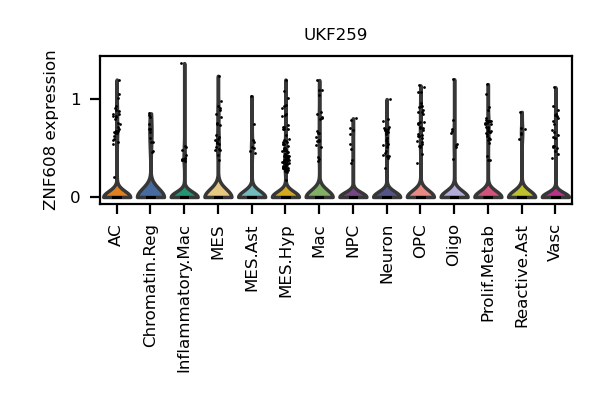 UKF259
ZNF608 expression
1
0
AC
Chromatin.Reg
Inflammatory.Mac
MES
MES.Ast
MES.Hyp
Mac
NPC
Neuron
OPC
Oligo
Prolif.Metab
Reactive.Ast
Vasc